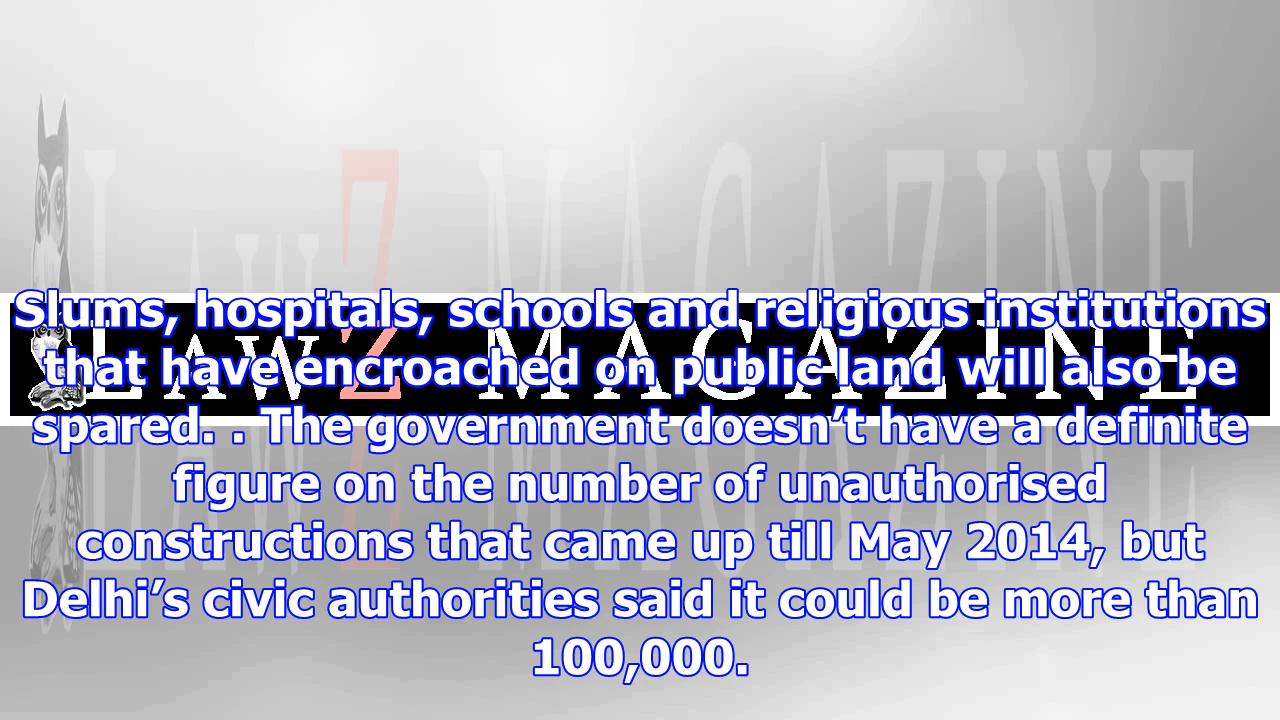 LAWZ MAGAZINE
Slums, hospitals, schools and religious institutions
that have encroached on public land will also be
spared. . The government doesn’t have a definite
figure on the number of unauthorised
constructions that came up till May 2014, but
Delhi’s civic authorities said it could be more than
100,000.
LAWZ MAGAZINE